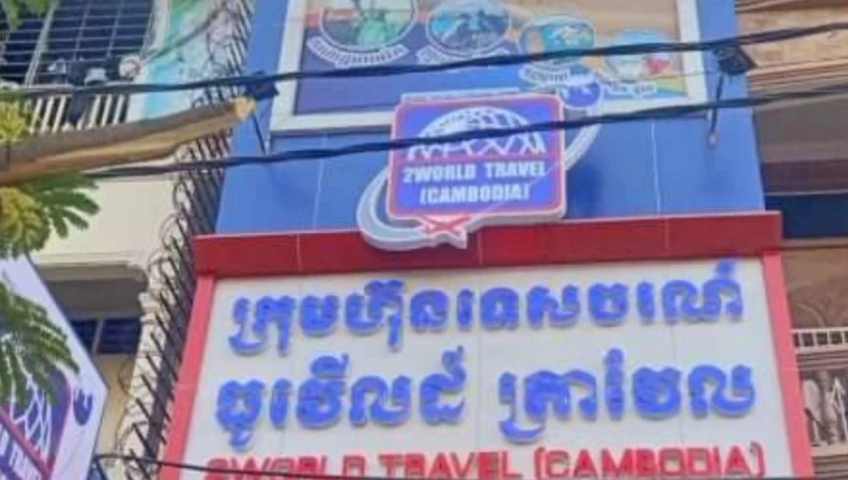 2WORLD TRAVEL
(CAMBODIA)
ក្រុមហ៊ុនទេសចរណ៍
ធូវើលដ៍ ត្រាវែល
2WORLD TRAVEL (CAMBODIA)